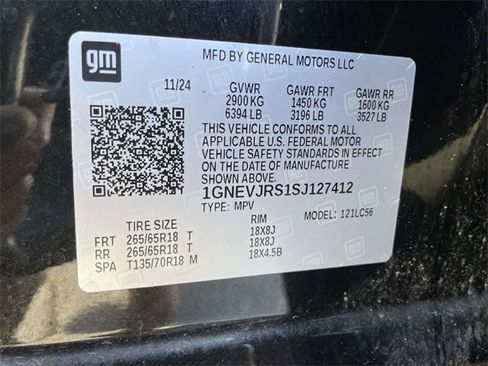 gm
MFD BY GENERAL MOTORS LLC
11/24 GVWR GAWR FRT GAWR RR
2900 KG 1450 KG 1600 KG
6394 LB 3196 LB 3527 LB
THIS VEHICLE CONFORMS TO ALL
APPLICABLE U.S. FEDERAL MOTOR
VEHICLE SAFETY STANDARDS IN EFFECT
ON THE DATE OF MANUFACTURE
SHOWN ABOVE.
1GNEVJRS1SJ127412
TYPE: MPV MODEL: 121LC56
TIRE SIZE RIM
FRT 265/65R18 T 18X8J
RR 265/65R18 T 18X8J
SPA T135/70R18 M 18X4.5B